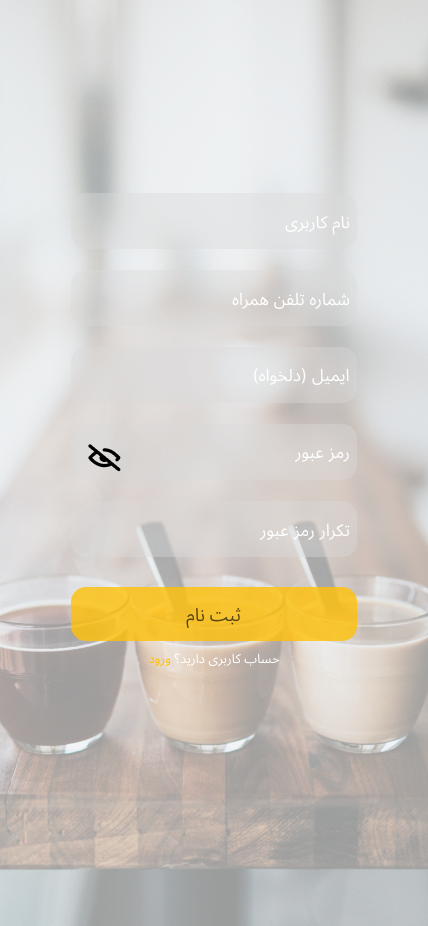 نام کاربری
شماره تلفن همراه
ایمیل (دلخواه)
رمز عبور
تکرار رمز عبور
ثبت نام
حساب کاربری دارید؟ ورود